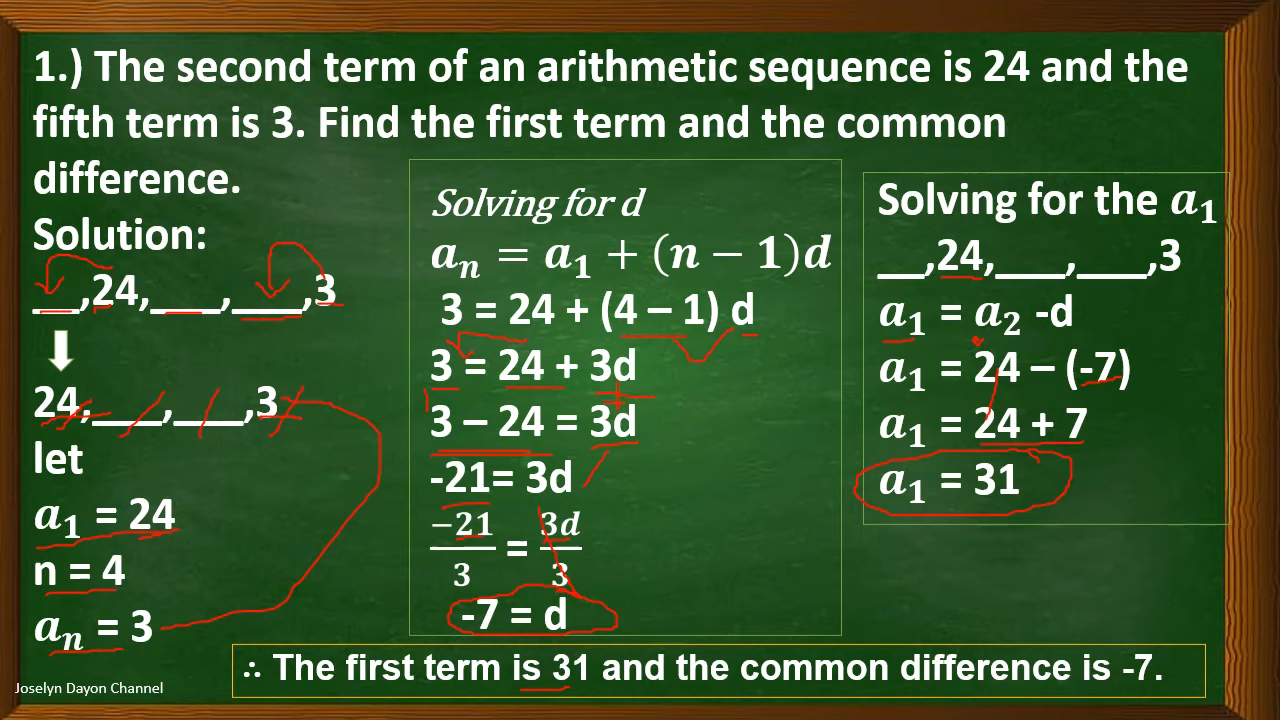 1.) The second term of an arithmetic sequence is 24 and the
fifth term is 3. Find the first term and the common
difference.
Solution:
__,24,___,___,3
24,___,___,3
let
a₁ = 24
n = 4
aₙ = 3
Solving for d
aₙ = a₁ + (n − 1)d
3 = 24 + (4 – 1) d
3 = 24 + 3d
3 – 24 = 3d
-21= 3d
−21/3 = 3d/3
-7 = d
Solving for the a₁
__,24,___,___,3
a₁ = a₂ -d
a₁ = 24 – (-7)
a₁ = 24 + 7
a₁ = 31
∴ The first term is 31 and the common difference is -7.
Joselyn Dayon Channel